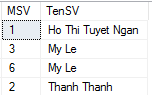 MSV TenSV
1 Ho Thi Tuyet Ngan
3 My Le
6 My Le
2 Thanh Thanh